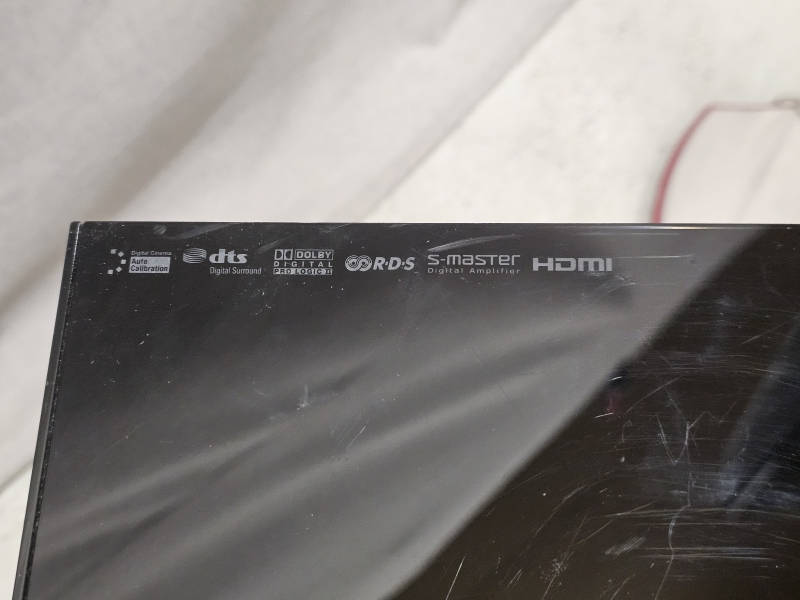 Digital Cinema
Auto
Calibration
dts
Digital Surround
DOLBY
DIGITAL
PRO LOGIC II
R·D·S
S-master
Digital Amplifier
HDMI